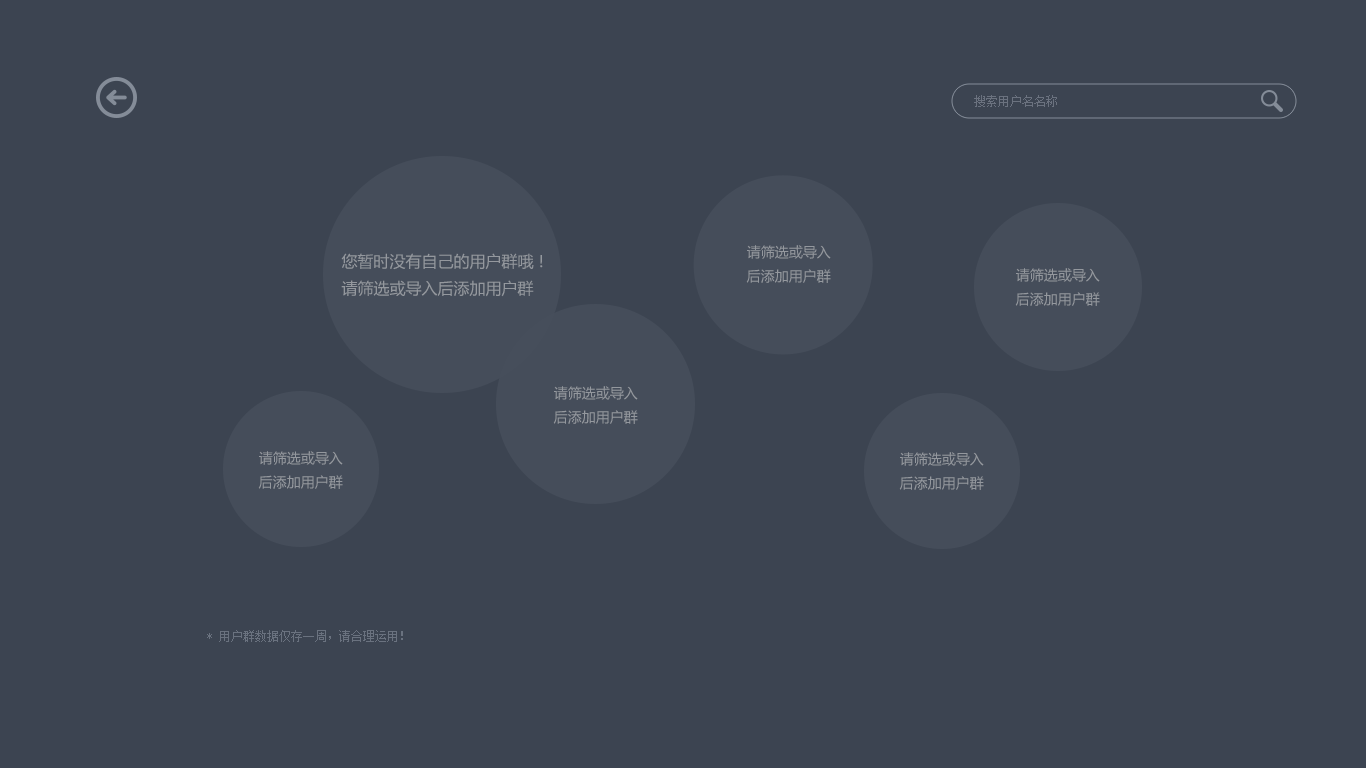 搜索用户名名称
您暂时没有自己的用户群哦！
请筛选或导入后添加用户群
请筛选或导入
后添加用户群
请筛选或导入
后添加用户群
请筛选或导入
后添加用户群
请筛选或导入
后添加用户群
请筛选或导入
后添加用户群
* 用户群数据仅存一周，请合理运用！